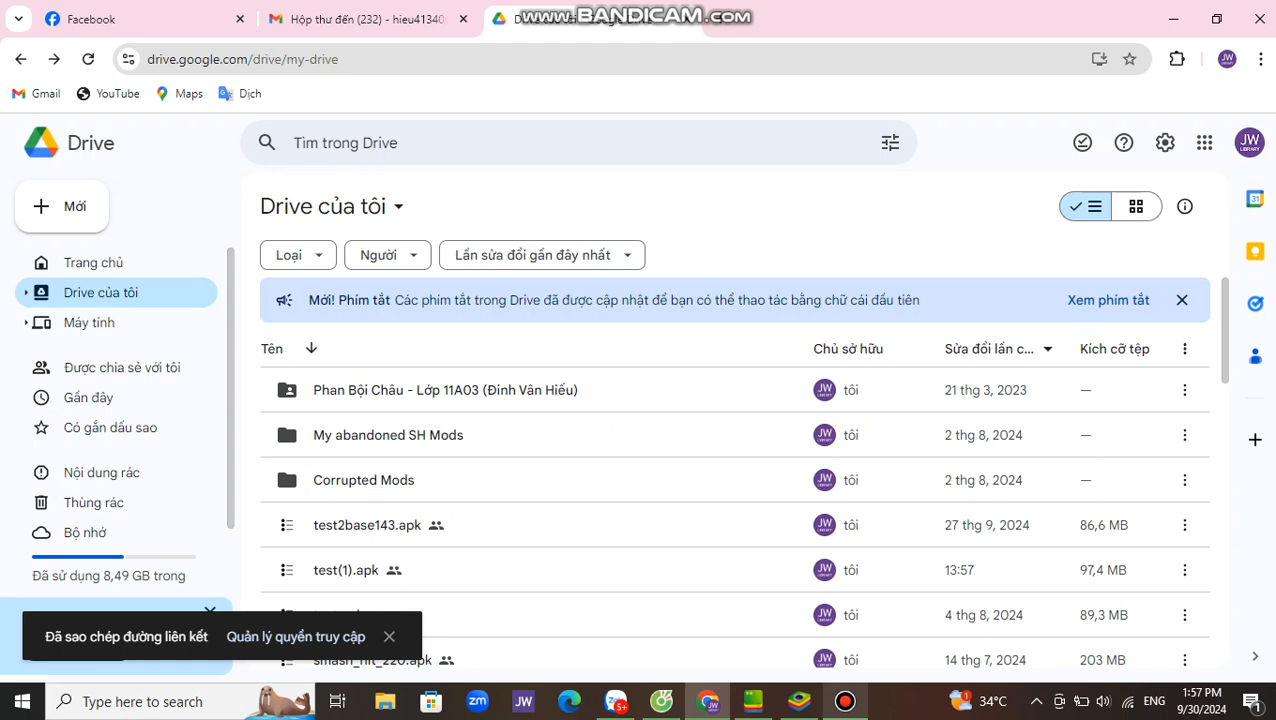 Facebook
Hộp thư đến (232) - hieu41340
www.BANDICAM.com
drive.google.com/drive/my-drive
Gmail
YouTube
Maps
Dịch
Drive
Tìm trong Drive
JW
LIBRARY
Mới
Drive của tôi
Loại
Người
Lần sửa đổi gần đây nhất
Trang chủ
Drive của tôi
Máy tính
Được chia sẻ với tôi
Gần đây
Có gắn dấu sao
Nội dung rác
Thùng rác
Bộ nhớ
Đã sử dụng 8,49 GB trong
Mới! Phím tắt Các phím tắt trong Drive đã được cập nhật để bạn có thể thao tác bằng chữ cái đầu tiên Xem phím tắt
Tên Chủ sở hữu Sửa đổi lần c... Kích cỡ tệp
Phan Bội Châu - Lớp 11A03 (Đinh Văn Hiếu) tôi 21 thg 3, 2023 —
My abandoned SH Mods tôi 2 thg 8, 2024 —
Corrupted Mods tôi 2 thg 8, 2024 —
test2base143.apk tôi 27 thg 9, 2024 86,6 MB
test(1).apk tôi 13:57 97,4 MB
tôi 4 thg 8, 2024 89,3 MB
smash_hit_220.apk tôi 14 thg 7, 2024 203 MB
Đã sao chép đường liên kết Quản lý quyền truy cập
Type here to search
34°C
ENG
1:57 PM
9/30/2024